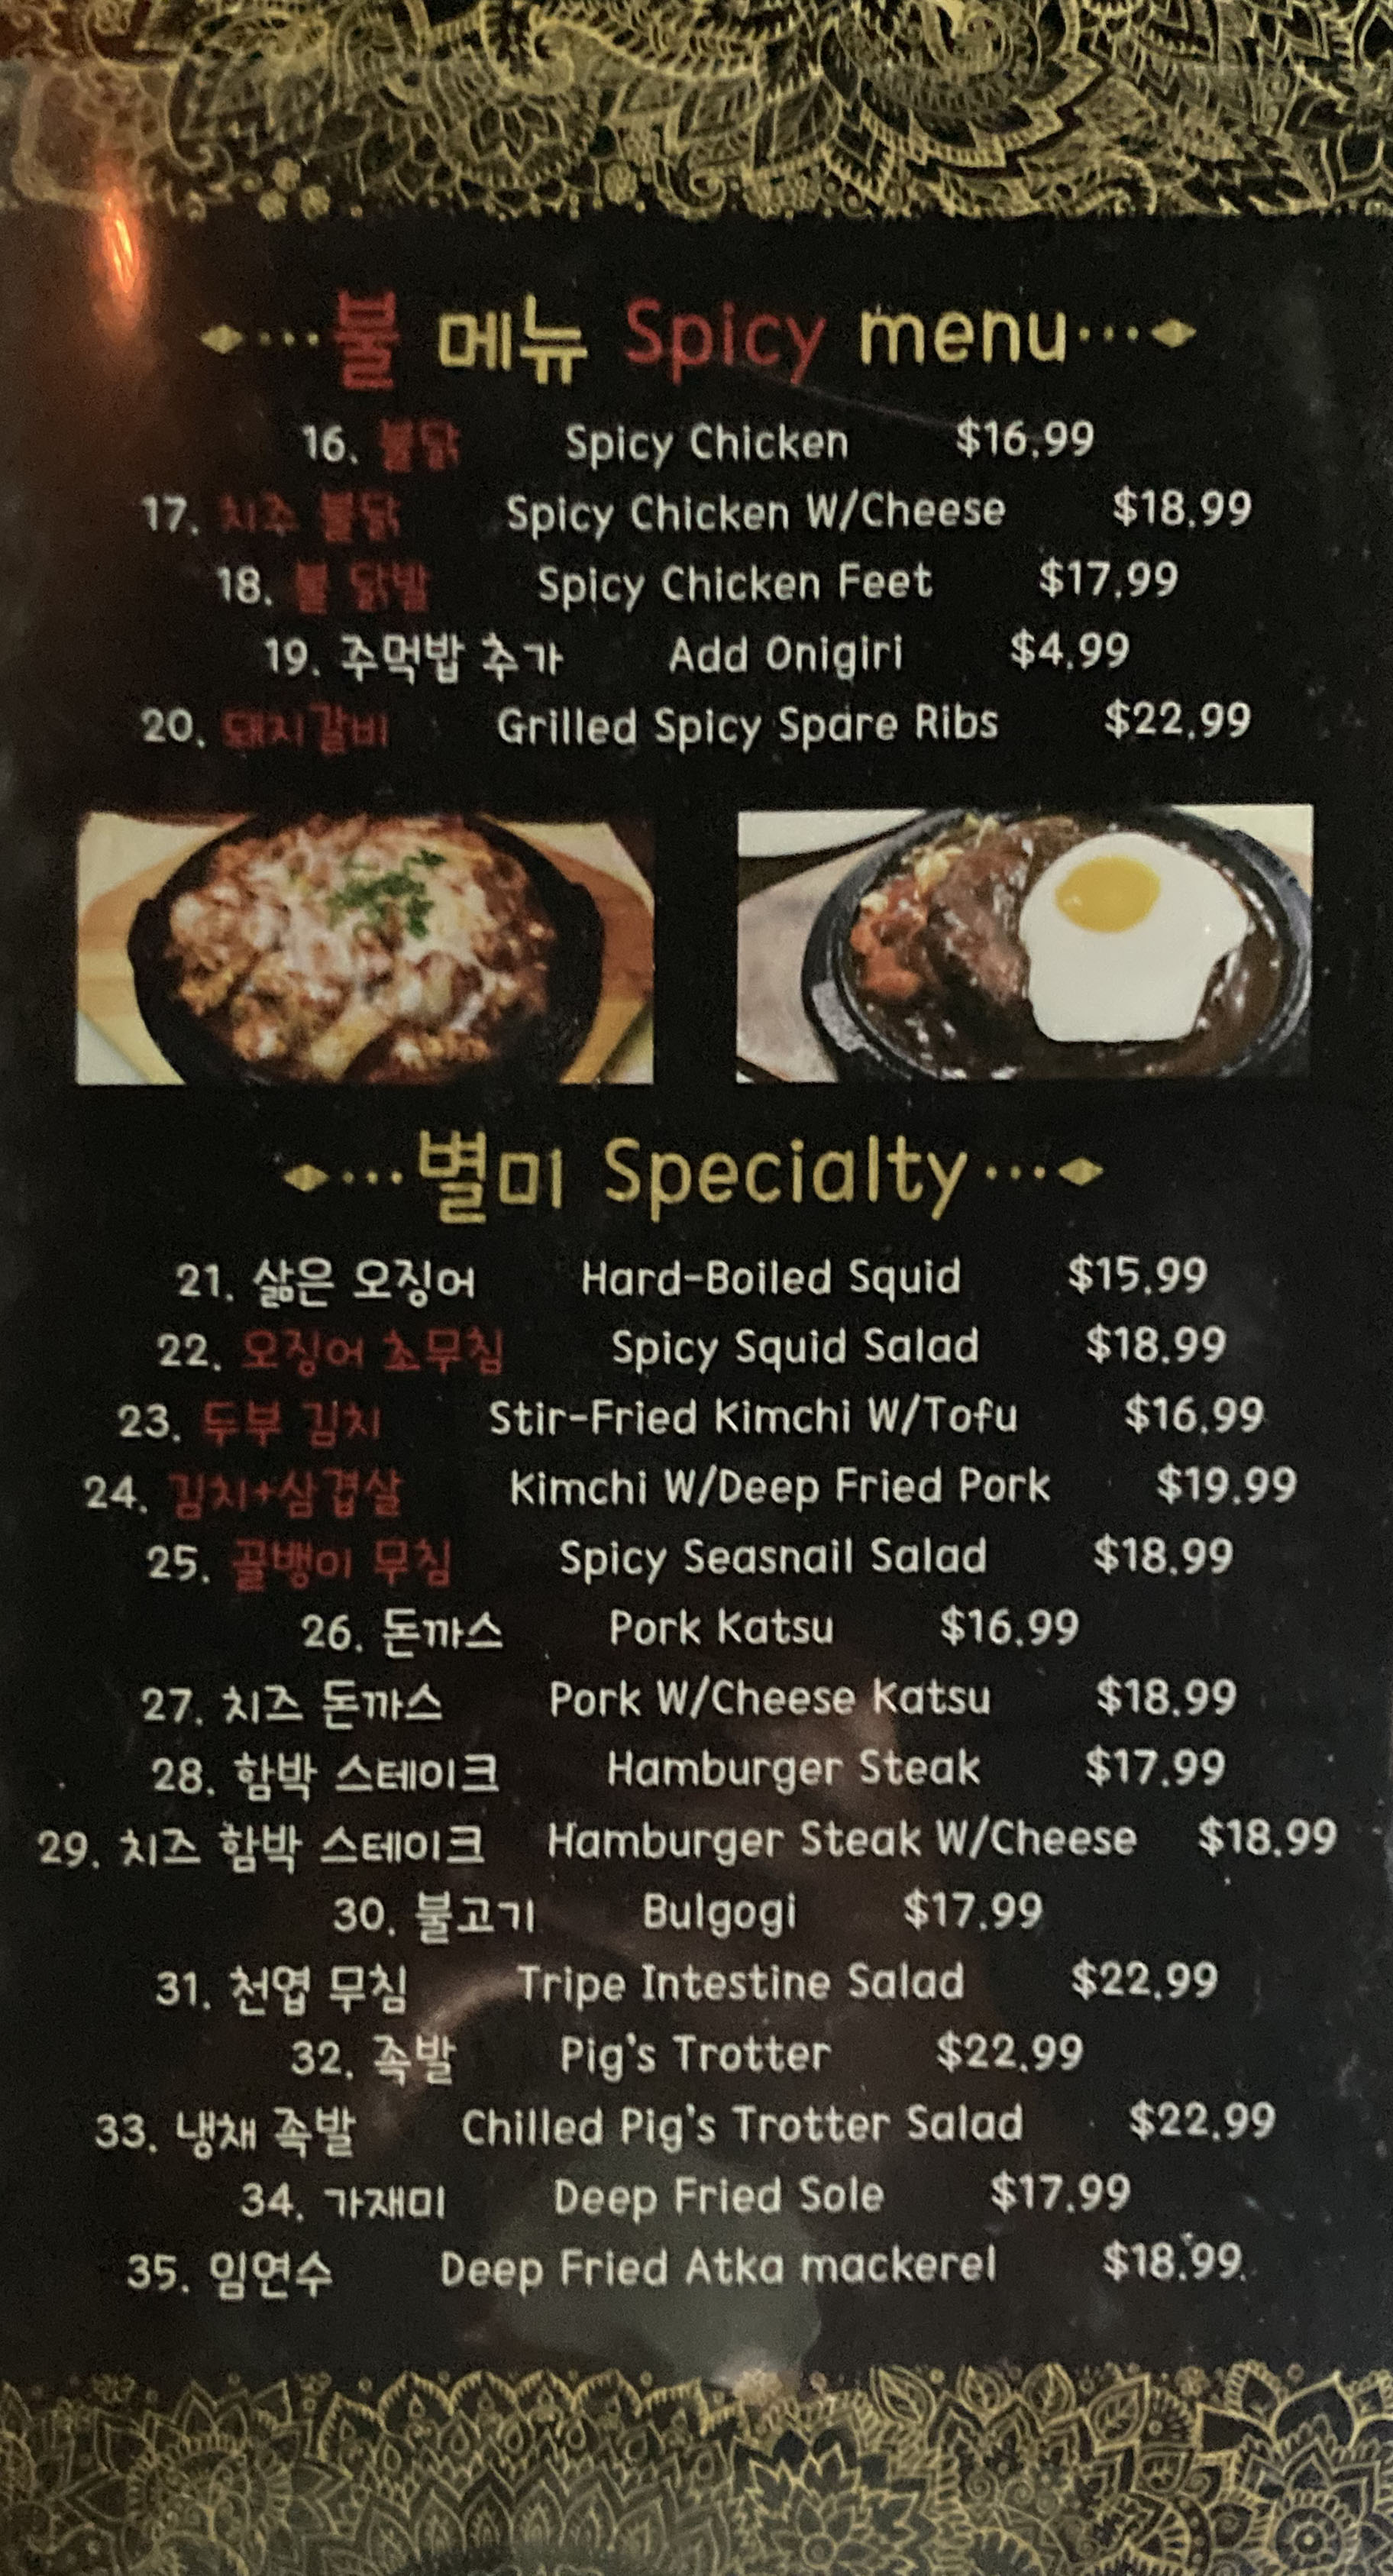 불 메뉴 Spicy menu
16. 불닭 Spicy Chicken $16.99
17. 치즈 불닭 Spicy Chicken W/Cheese $18.99
18. 불 닭발 Spicy Chicken Feet $17.99
19. 주먹밥 추가 Add Onigiri $4.99
20. 돼지갈비 Grilled Spicy Spare Ribs $22.99
별미 Specialty
21. 삶은 오징어 Hard-Boiled Squid $15.99
22. 오징어 초무침 Spicy Squid Salad $18.99
23. 두부 김치 Stir-Fried Kimchi W/Tofu $16.99
24. 김치+삼겹살 Kimchi W/Deep Fried Pork $19.99
25. 골뱅이 무침 Spicy Seasnail Salad $18.99
26. 돈까스 Pork Katsu $16.99
27. 치즈 돈까스 Pork W/Cheese Katsu $18.99
28. 함박 스테이크 Hamburger Steak $17.99
29. 치즈 함박 스테이크 Hamburger Steak W/Cheese $18.99
30. 불고기 Bulgogi $17.99
31. 천엽 무침 Tripe Intestine Salad $22.99
32. 족발 Pig's Trotter $22.99
33. 냉채 족발 Chilled Pig's Trotter Salad $22.99
34. 가재미 Deep Fried Sole $17.99
35. 임연수 Deep Fried Atka mackerel $18.99